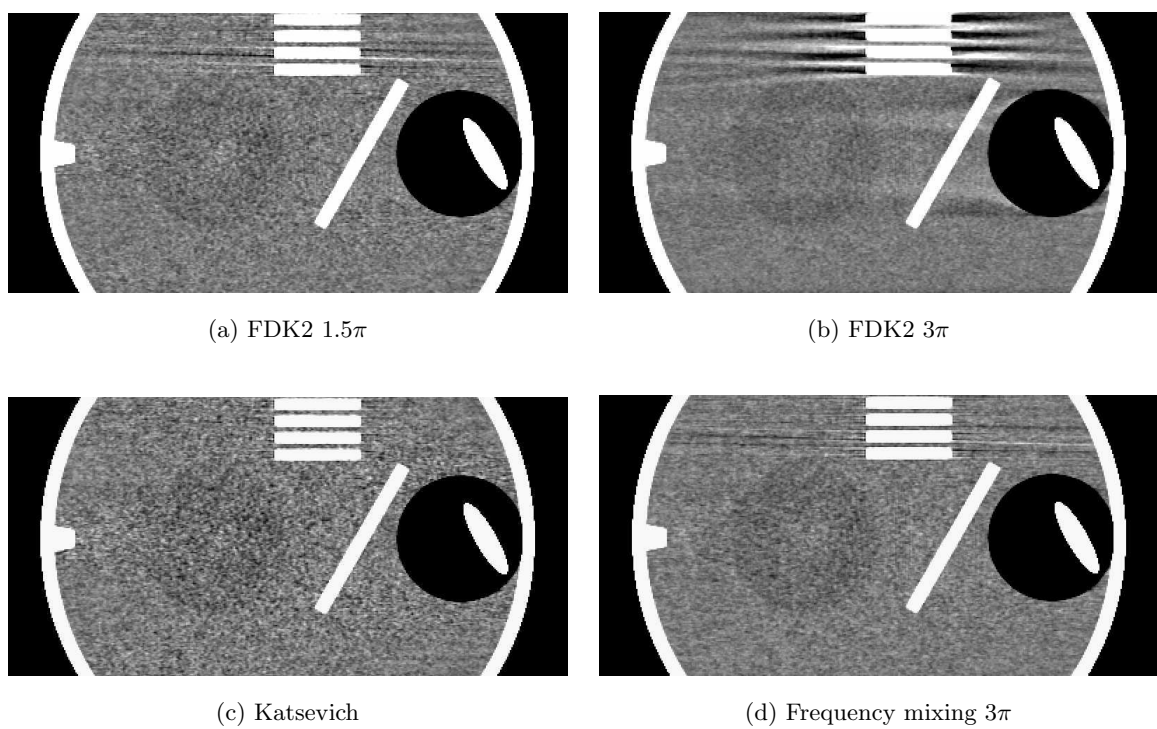 (a) FDK2 1.5π
(b) FDK2 3π
(c) Katsevich
(d) Frequency mixing 3π